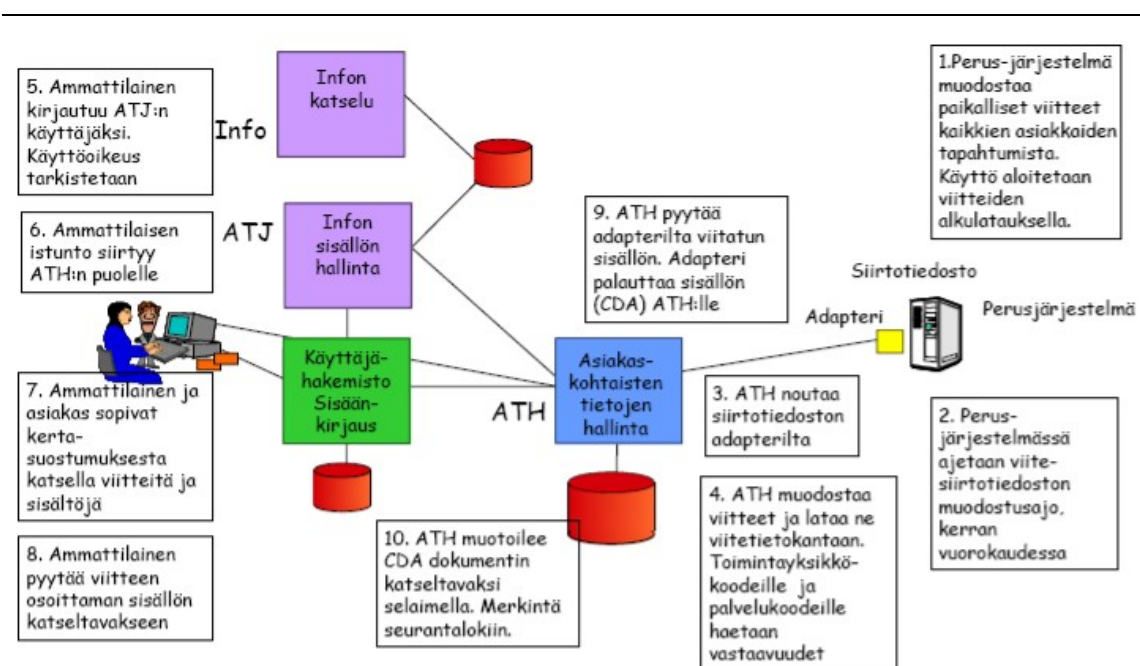 5. Ammattilainen
kirjautuu ATJ:n
käyttäjäksi.
Käyttöoikeus
tarkistetaan
Info
Infon
katselu
1.Perus-järjestelmä
muodostaa
paikalliset viitteet
kaikkien asiakkaiden
tapahtumista.
Käyttö aloitetaan
viitteiden
alkulatauksella.
6. Ammattilaisen
istunto siirtyy
ATH:n puolelle
ATJ
Infon
sisällön
hallinta
9. ATH pyytää
adapterilta viitatun
sisällön. Adapteri
palauttaa sisällön
(CDA) ATH:lle
Siirtotiedosto
Adapteri
Perusjärjestelmä
7. Ammattilainen ja
asiakas sopivat
kerta-
suostumuksesta
katsella viitteitä ja
sisältöjä
Käyttäjä-
hakemisto
Sisään-
kirjaus
ATH
Asiakas-
kohtaisten
tietojen
hallinta
3. ATH noutaa
siirtotiedoston
adapterilta
2. Perus-
järjestelmässä
ajetaan viite-
siirtotiedoston
muodostusajo,
kerran
vuorokaudessa
8. Ammattilainen
pyytää viitteen
osoittaman sisällön
katseltavakseen
10. ATH muotoilee
CDA dokumentin
katseltavaksi
selaimella. Merkintä
seurantalokiin.
4. ATH muodostaa
viitteet ja lataa ne
viitetietokantaan.
Toimintayksikkö-
koodeille ja
palvelukoodeille
haetaan
vastaavuudet